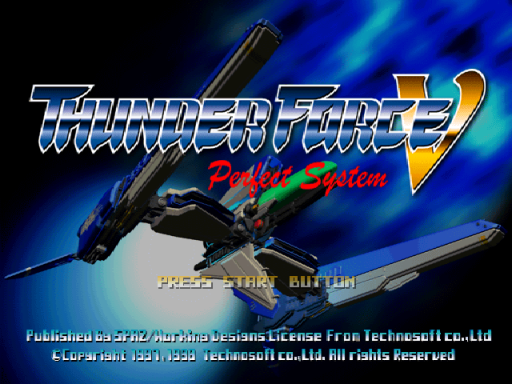 THUNDER FORCE V
Perfect System
PRESS START BUTTON
Published By SPAZ/Working Designs License From Technosoft co.,Ltd
©Copyright 1997,1998 Technosoft co.,Ltd. All rights Reserved